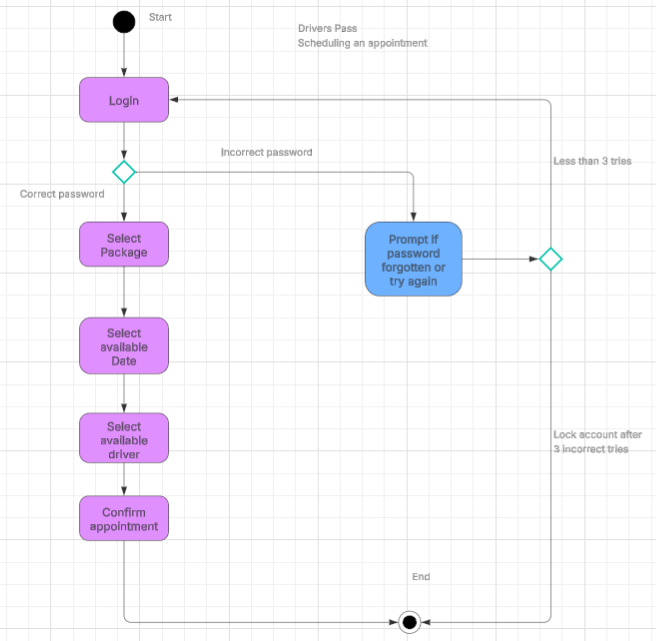 Start
Drivers Pass
Scheduling an appointment
Login
Incorrect password
Less than 3 tries
Correct password
Select
Package
Prompt if
password
forgotten or
try again
Select
available
Date
Select
available
driver
Lock account after
3 incorrect tries
Confirm
appointment
End